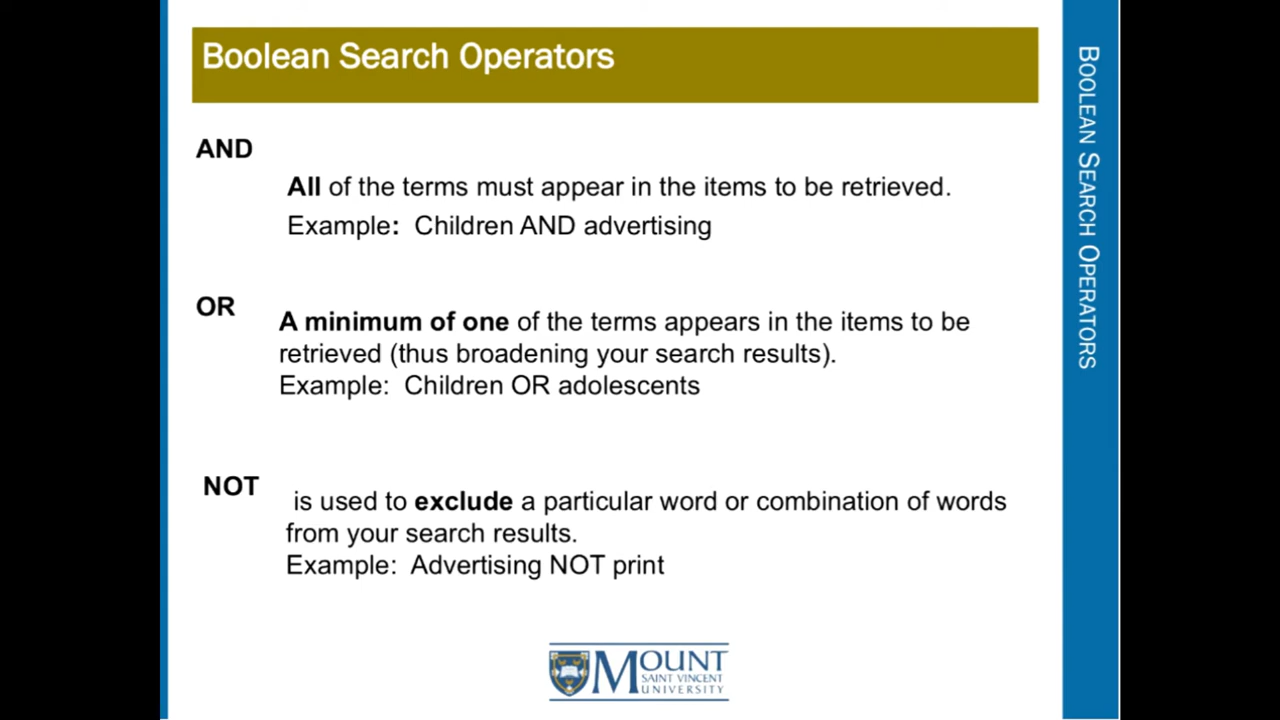 Boolean Search Operators
AND
All of the terms must appear in the items to be retrieved.
Example: Children AND advertising
OR
A minimum of one of the terms appears in the items to be
retrieved (thus broadening your search results).
Example: Children OR adolescents
NOT
is used to exclude a particular word or combination of words
from your search results.
Example: Advertising NOT print
MOUNT
SAINT VINCENT
UNIVERSITY
BOOLEAN SEARCH OPERATORS